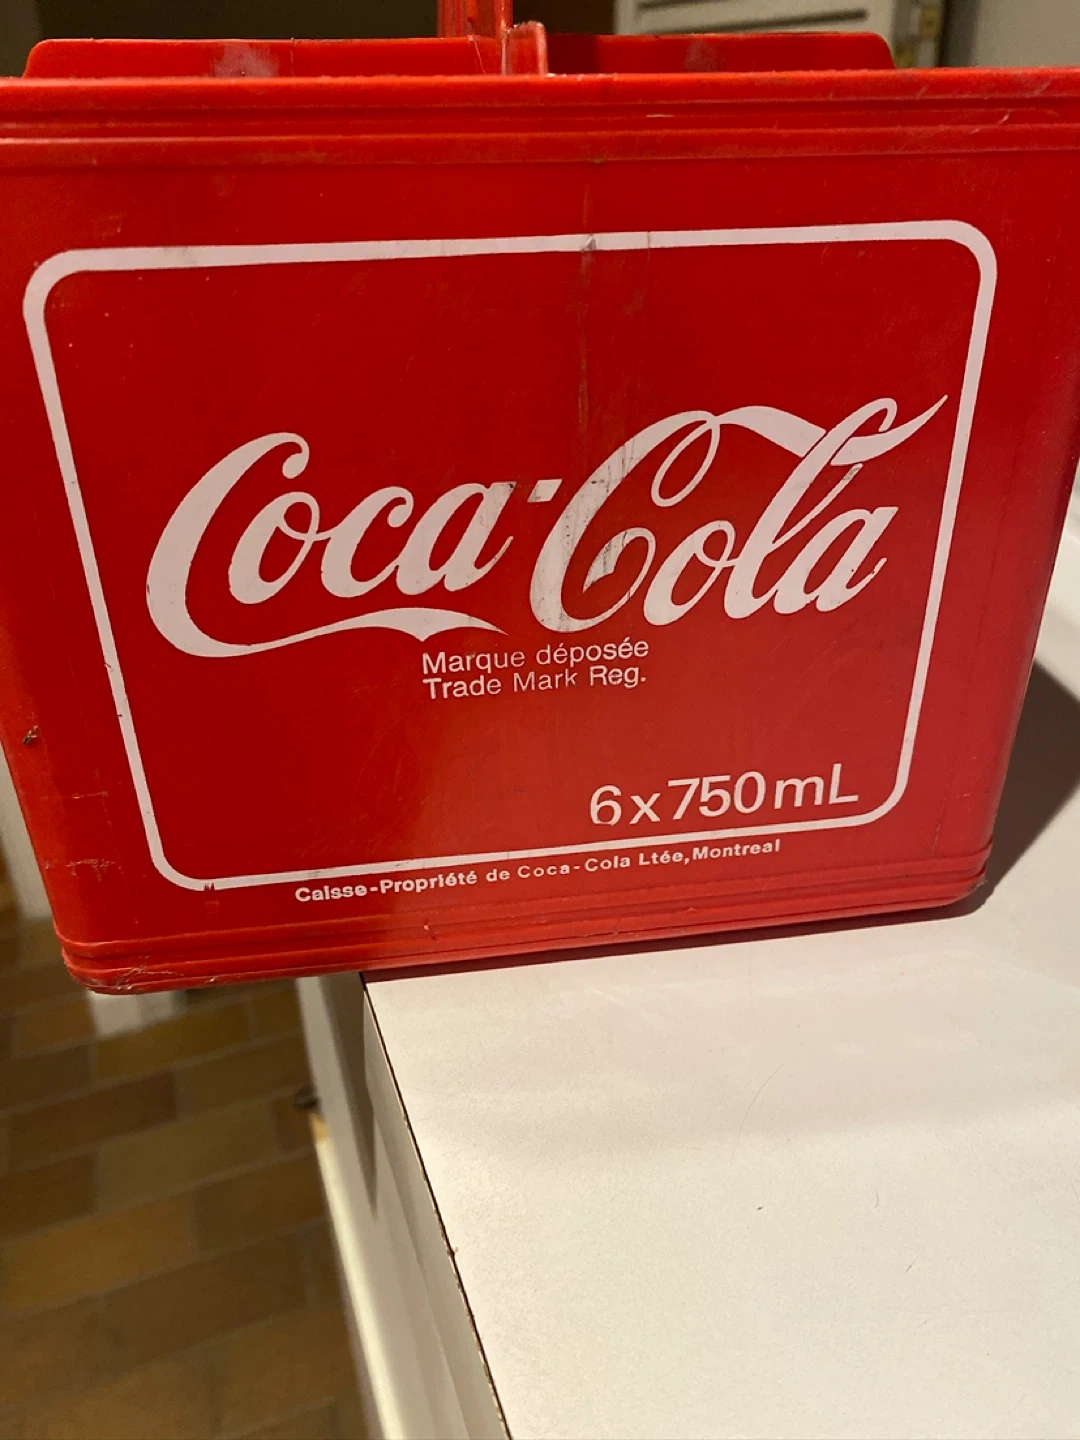 Coca-Cola
Marque déposée
Trade Mark Reg.
6x750mL
Caisse-Propriété de Coca-Cola Ltée, Montreal